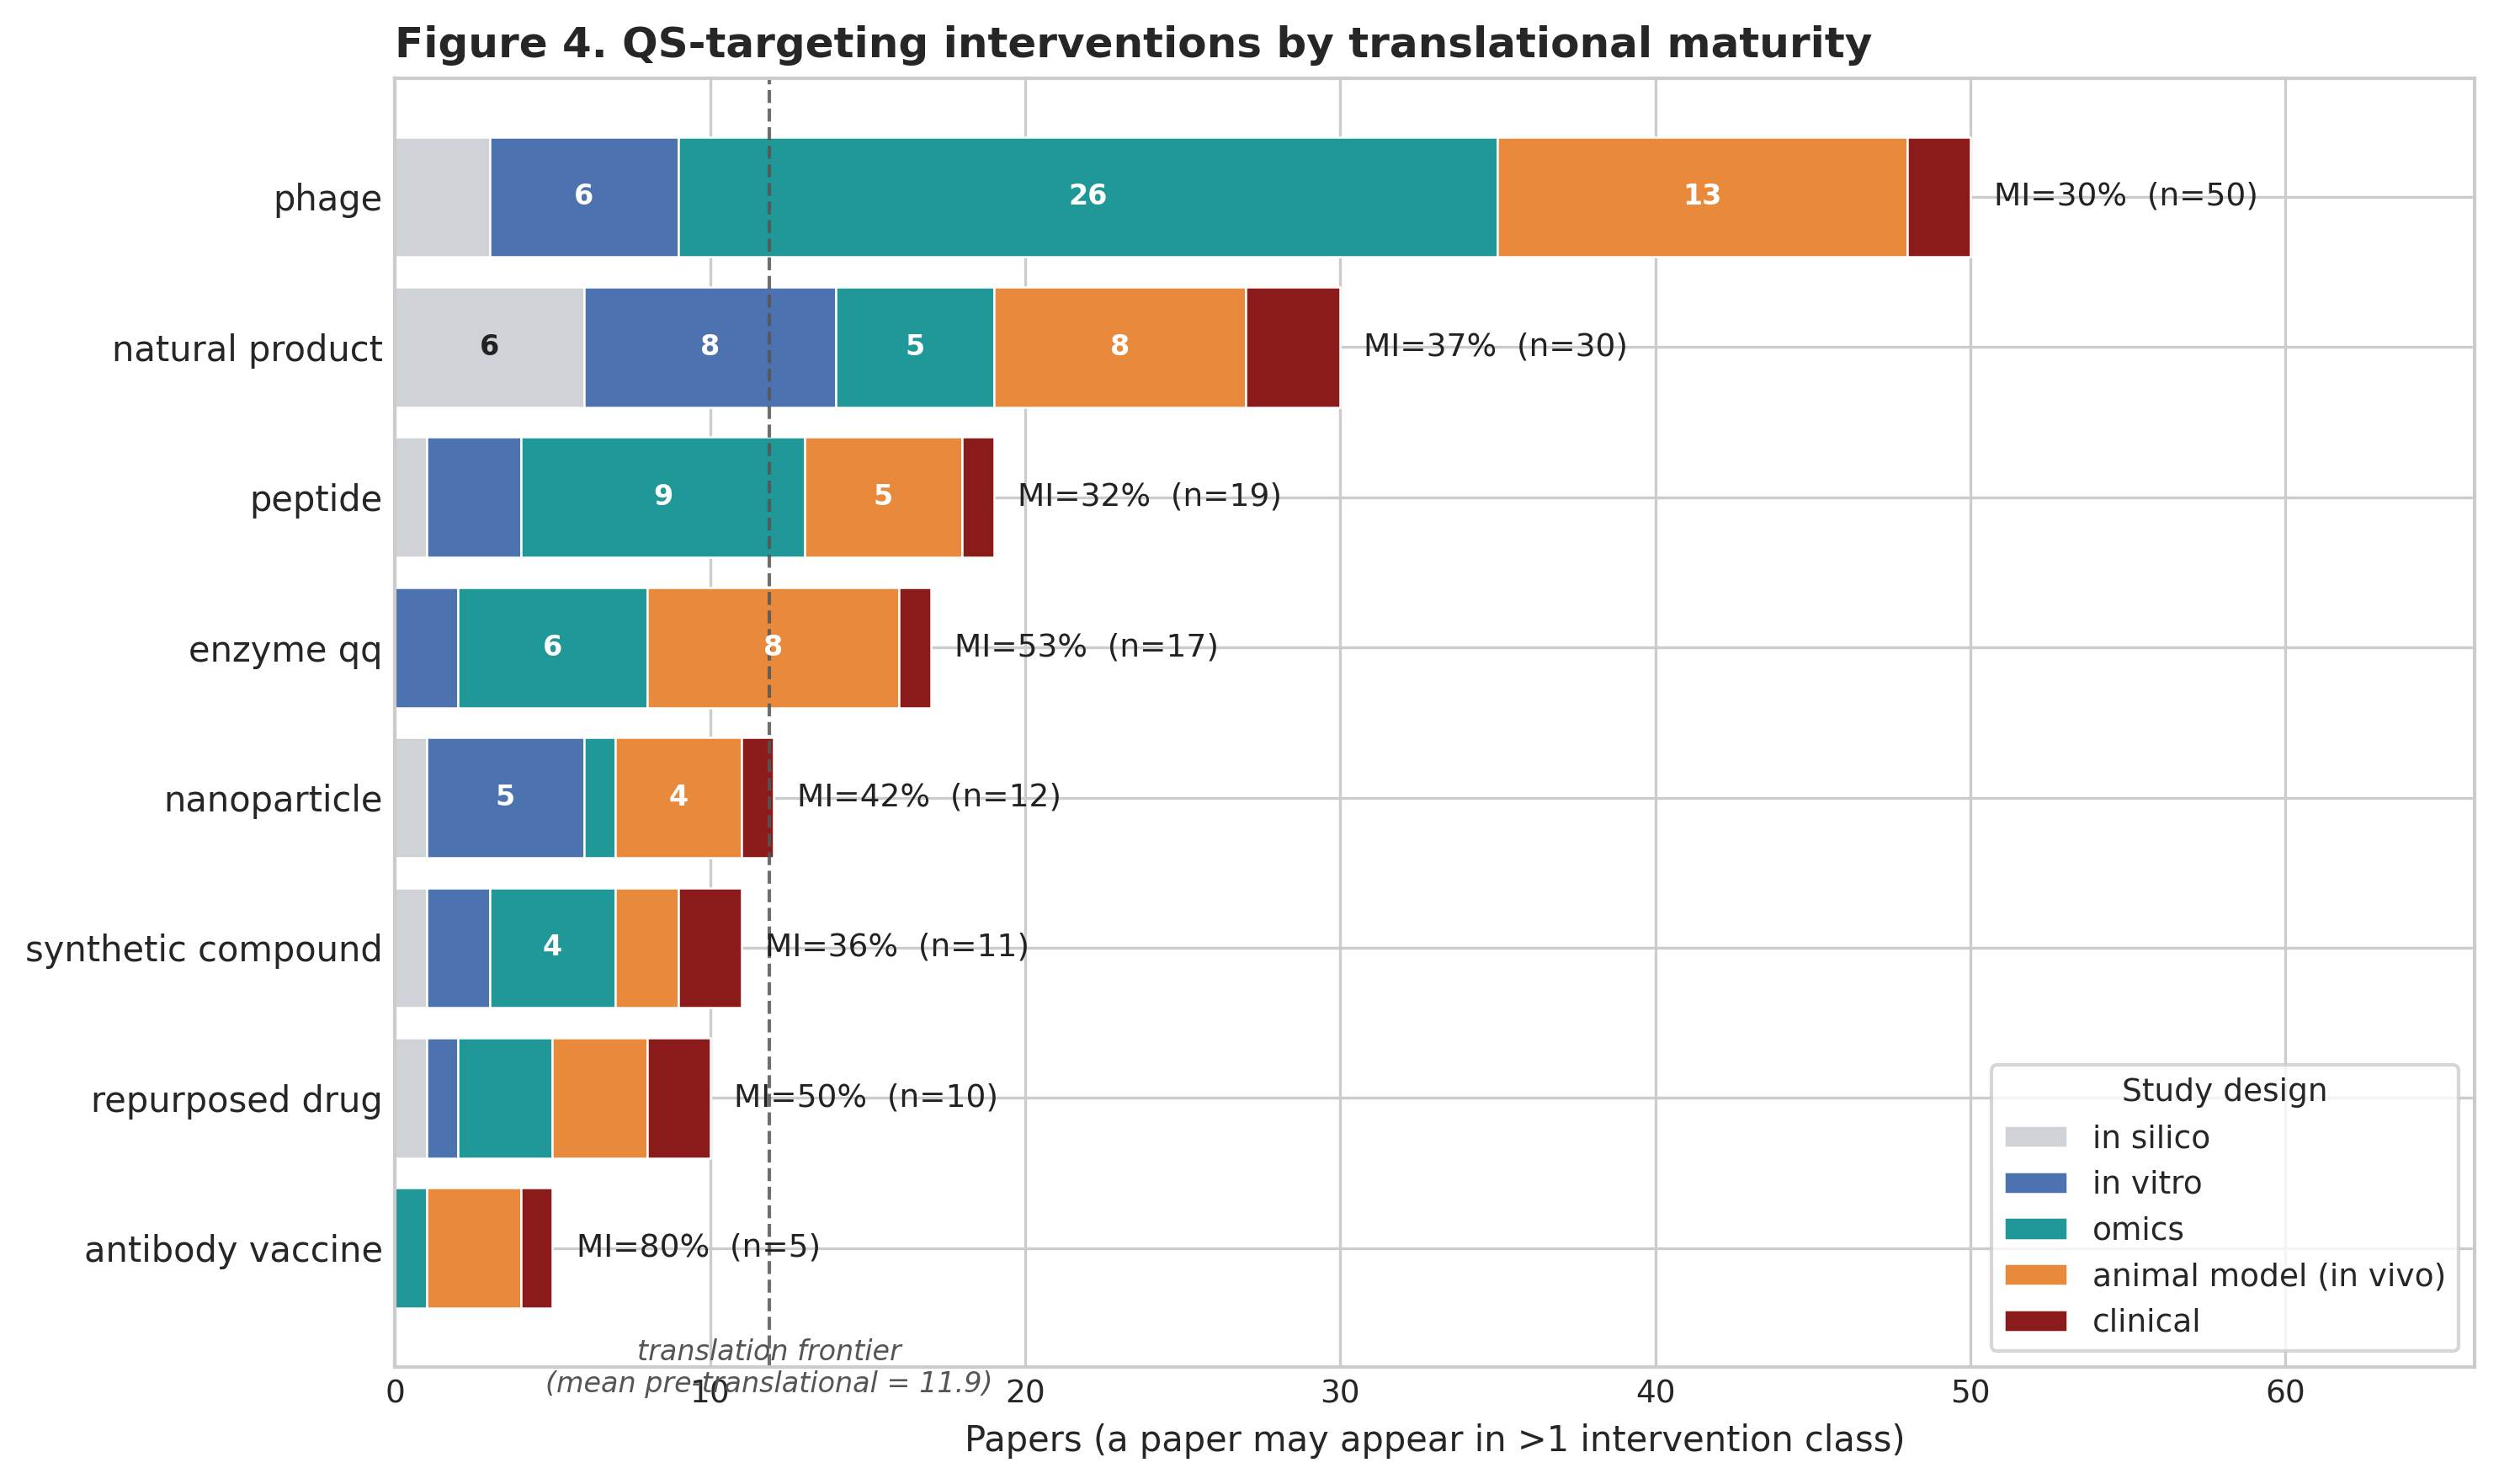 Figure 4. QS-targeting interventions by translational maturity
phage
6
26
13
MI=30%  (n=50)
natural product
6
8
5
8
MI=37%  (n=30)
peptide
9
5
MI=32%  (n=19)
enzyme qq
6
8
MI=53%  (n=17)
nanoparticle
5
4
MI=42%  (n=12)
synthetic compound
4
MI=36%  (n=11)
repurposed drug
MI=50%  (n=10)
antibody vaccine
MI=80%  (n=5)
Study design
in silico
in vitro
omics
animal model (in vivo)
clinical
translation frontier
(mean pre-translational = 11.9)
0
10
20
30
40
50
60
Papers (a paper may appear in >1 intervention class)